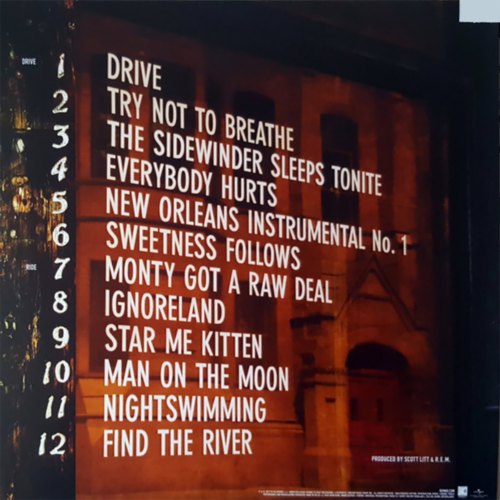 DRIVE
1 DRIVE
2 TRY NOT TO BREATHE
3 THE SIDEWINDER SLEEPS TONITE
4 EVERYBODY HURTS
5 NEW ORLEANS INSTRUMENTAL No. 1
6 SWEETNESS FOLLOWS
RIDE
7 MONTY GOT A RAW DEAL
8 IGNORELAND
9 STAR ME KITTEN
10 MAN ON THE MOON
11 NIGHTSWIMMING
12 FIND THE RIVER
PRODUCED BY SCOTT LITT & R.E.M.